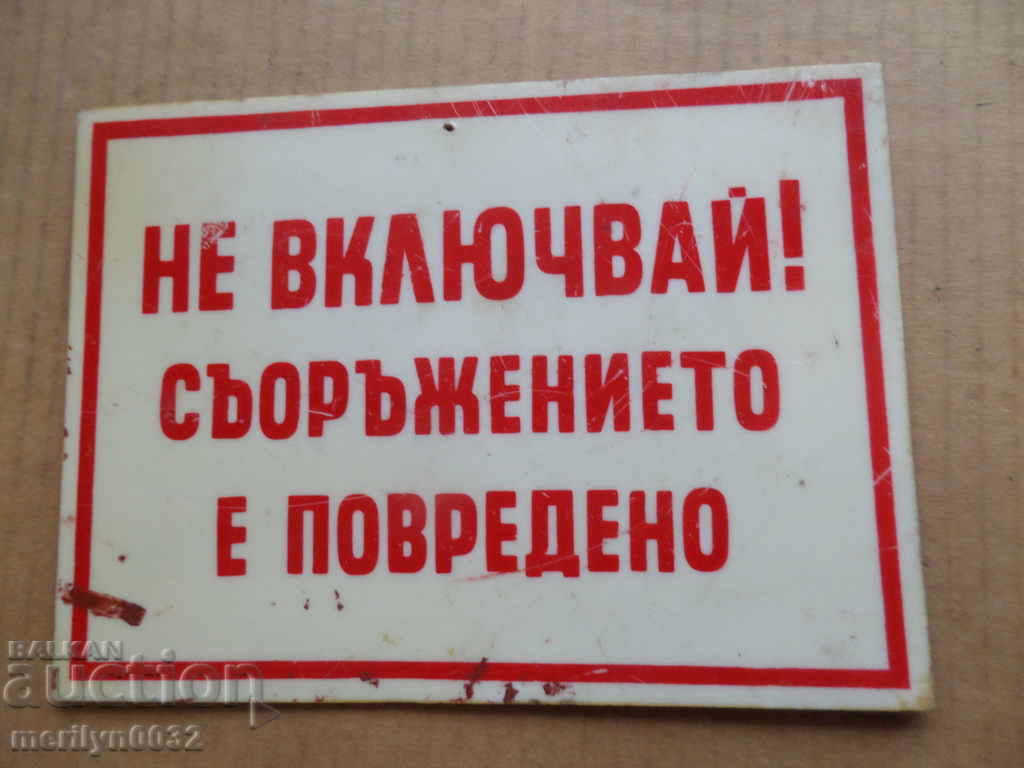 НЕ ВКЛЮЧВАЙ!
СЪОРЪЖЕНИЕТО
Е ПОВРЕДЕНО
BALKAN
auction
merilyn0032